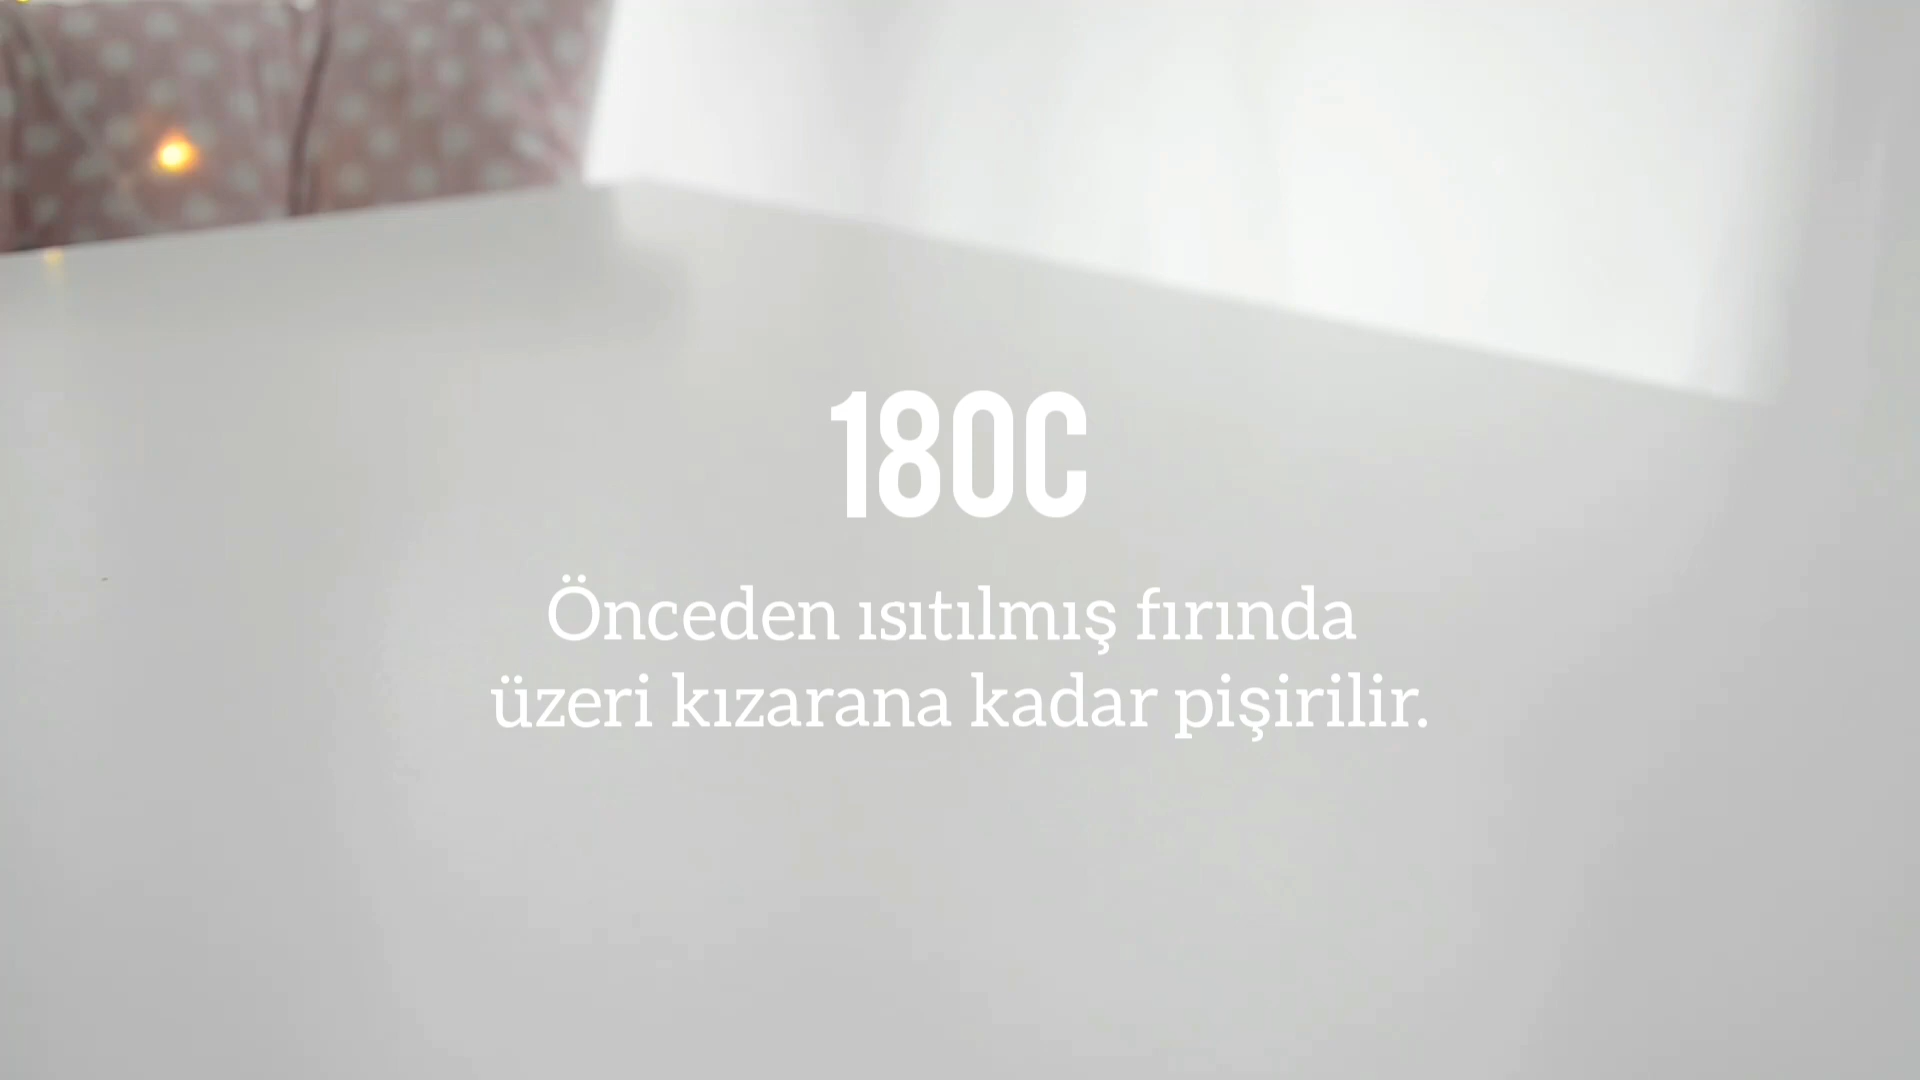 180C
Önceden ısıtılmış fırında
üzeri kızarana kadar pişirilir.